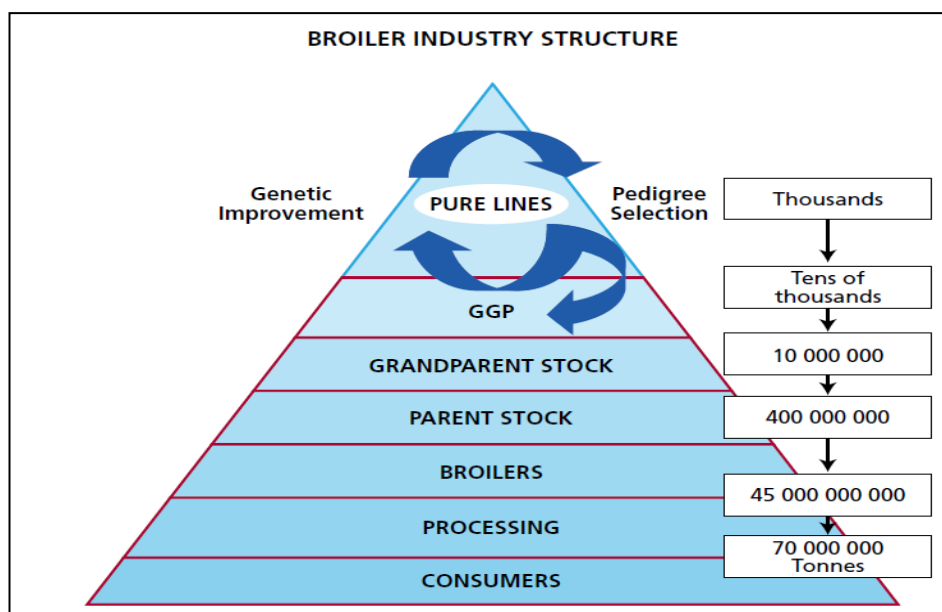 BROILER INDUSTRY STRUCTURE
Genetic
Improvement
PURE LINES
Pedigree
Selection
Thousands
Tens of
thousands
GGP
10 000 000
GRANDPARENT STOCK
400 000 000
PARENT STOCK
BROILERS
45 000 000 000
PROCESSING
70 000 000
Tonnes
CONSUMERS